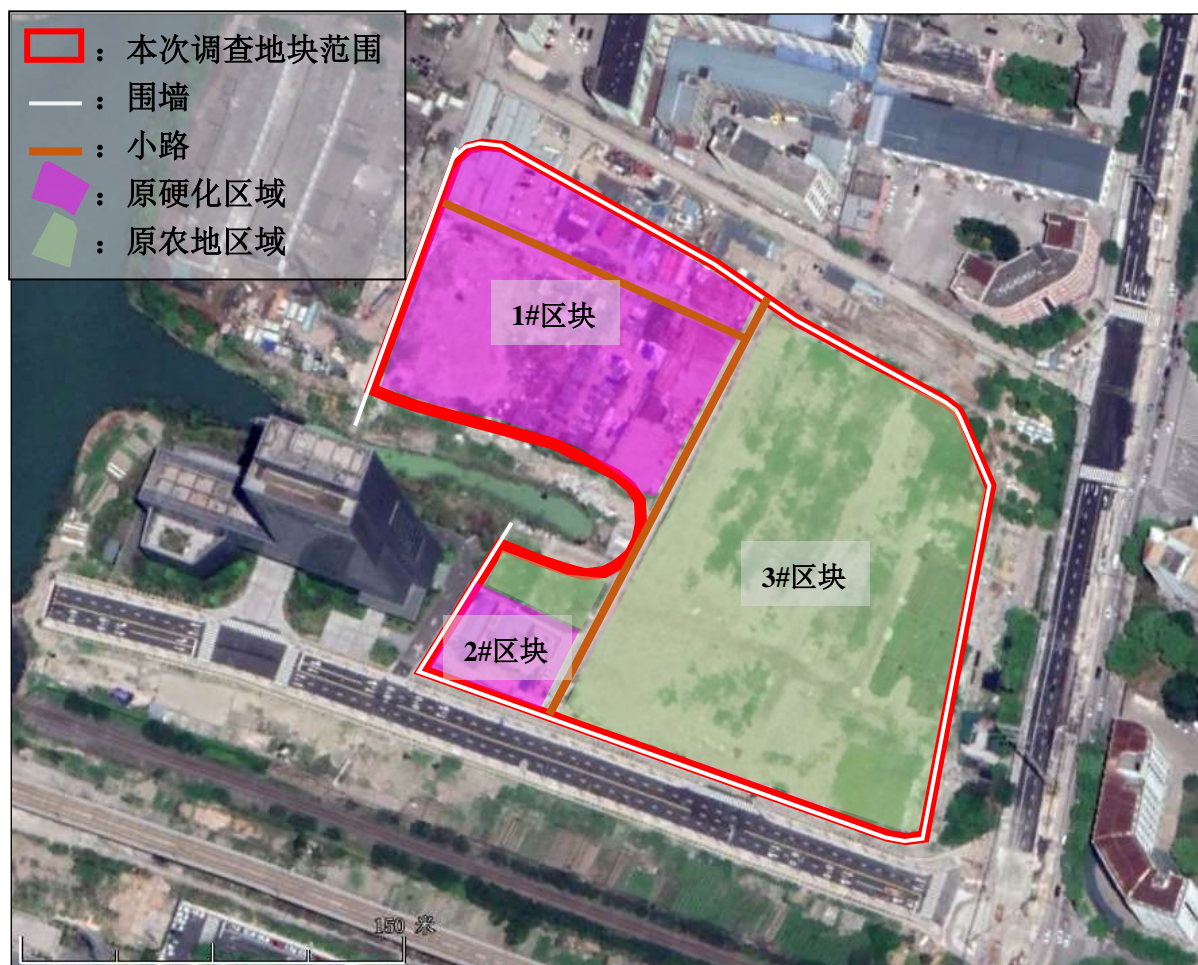 ：本次调查地块范围
：围墙
：小路
：原硬化区域
：原农地区域
1#区块
3#区块
2#区块
150 米